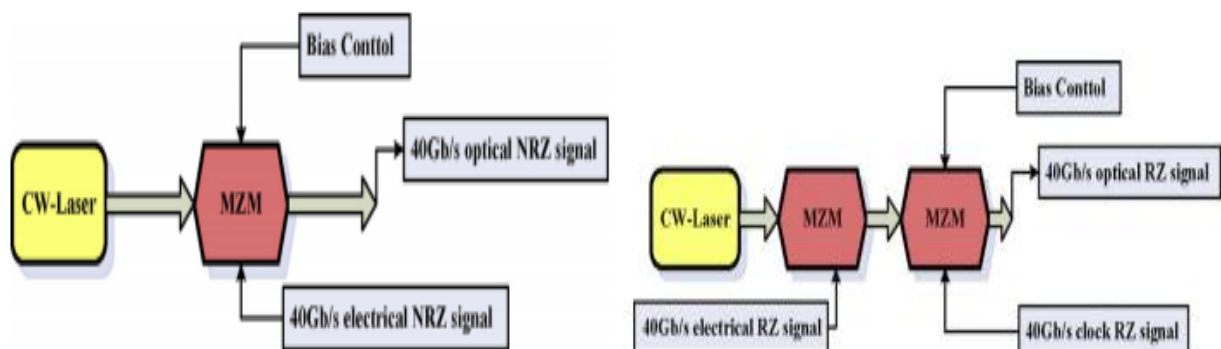 Bias Conttol
40Gb/s optical NRZ signal
CW-Laser
MZM
40Gb/s electrical NRZ signal
Bias Conttol
40Gb/s optical RZ signal
CW-Laser
MZM
MZM
40Gb/s electrical RZ signal
40Gb/s clock RZ signal